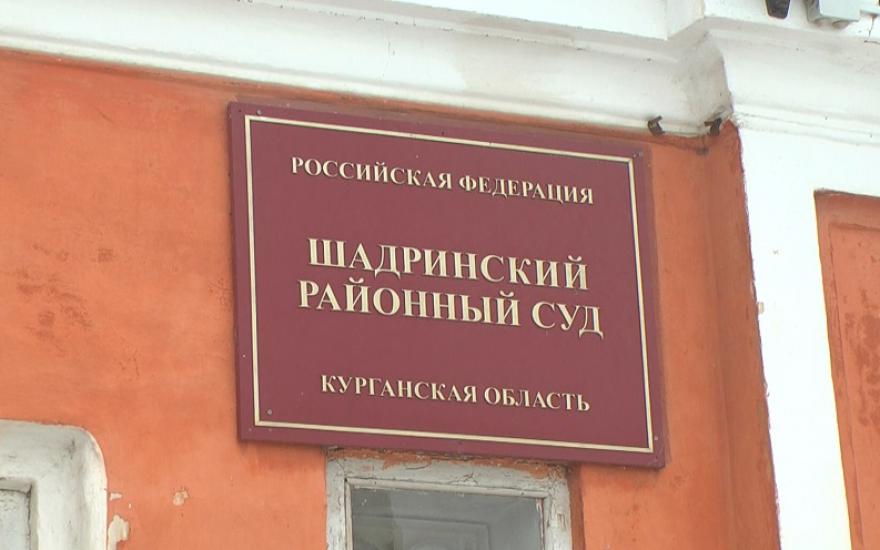 РОССИЙСКАЯ ФЕДЕРАЦИЯ
ШАДРИНСКИЙ
РАЙОННЫЙ СУД
КУРГАНСКАЯ ОБЛАСТЬ